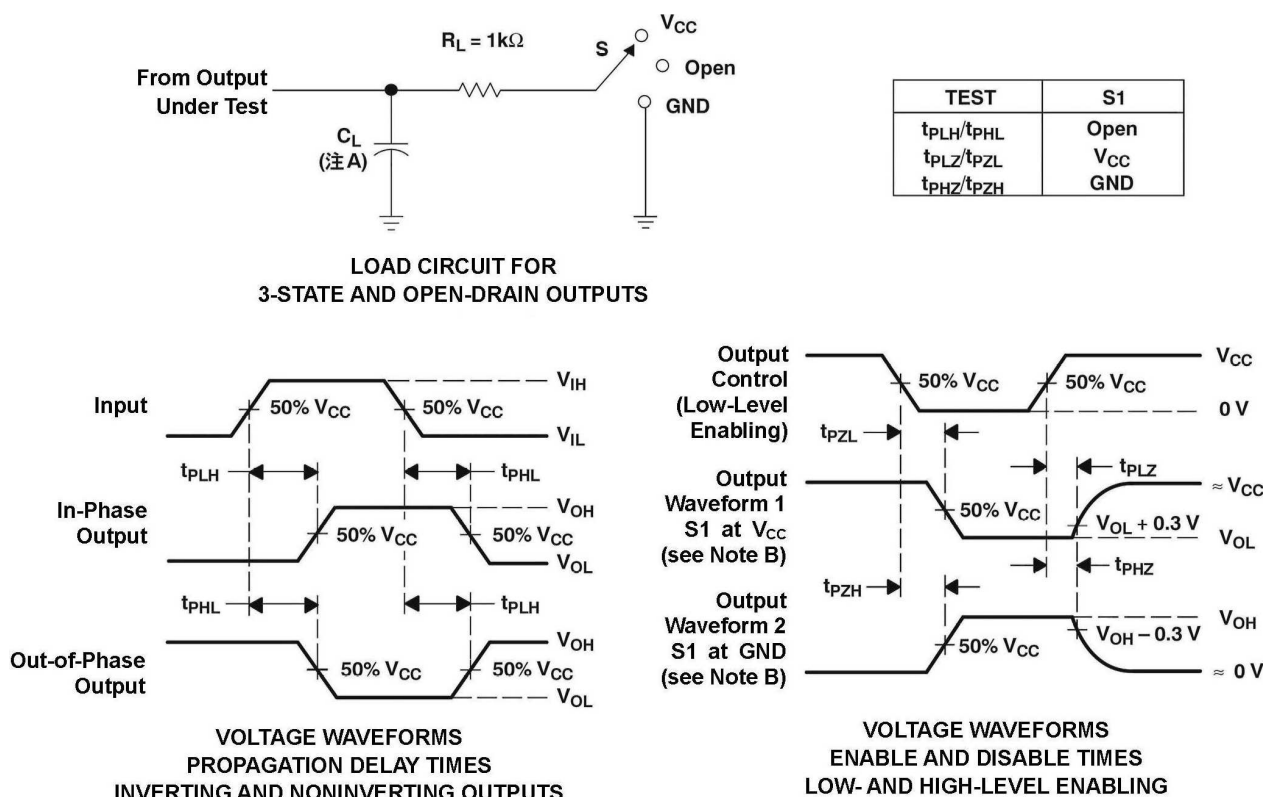 R_L = 1kΩ
S
V_CC
Open
GND
From Output
Under Test
C_L
(注A)
LOAD CIRCUIT FOR
3-STATE AND OPEN-DRAIN OUTPUTS
TEST S1
t_PLH/t_PHL Open
t_PLZ/t_PZL V_CC
t_PHZ/t_PZH GND
Input
50% V_CC
50% V_CC
V_IH
V_IL
t_PLH
t_PHL
In-Phase
Output
50% V_CC
50% V_CC
V_OH
V_OL
t_PHL
t_PLH
Out-of-Phase
Output
50% V_CC
50% V_CC
V_OH
V_OL
VOLTAGE WAVEFORMS
PROPAGATION DELAY TIMES
INVERTING AND NONINVERTING OUTPUTS
Output
Control
(Low-Level
Enabling)
50% V_CC
50% V_CC
V_CC
0 V
t_PZL
t_PLZ
Output
Waveform 1
S1 at V_CC
(see Note B)
50% V_CC
≈ V_CC
V_OL + 0.3 V
V_OL
t_PZH
t_PHZ
Output
Waveform 2
S1 at GND
(see Note B)
50% V_CC
V_OH
V_OH − 0.3 V
≈ 0 V
VOLTAGE WAVEFORMS
ENABLE AND DISABLE TIMES
LOW- AND HIGH-LEVEL ENABLING